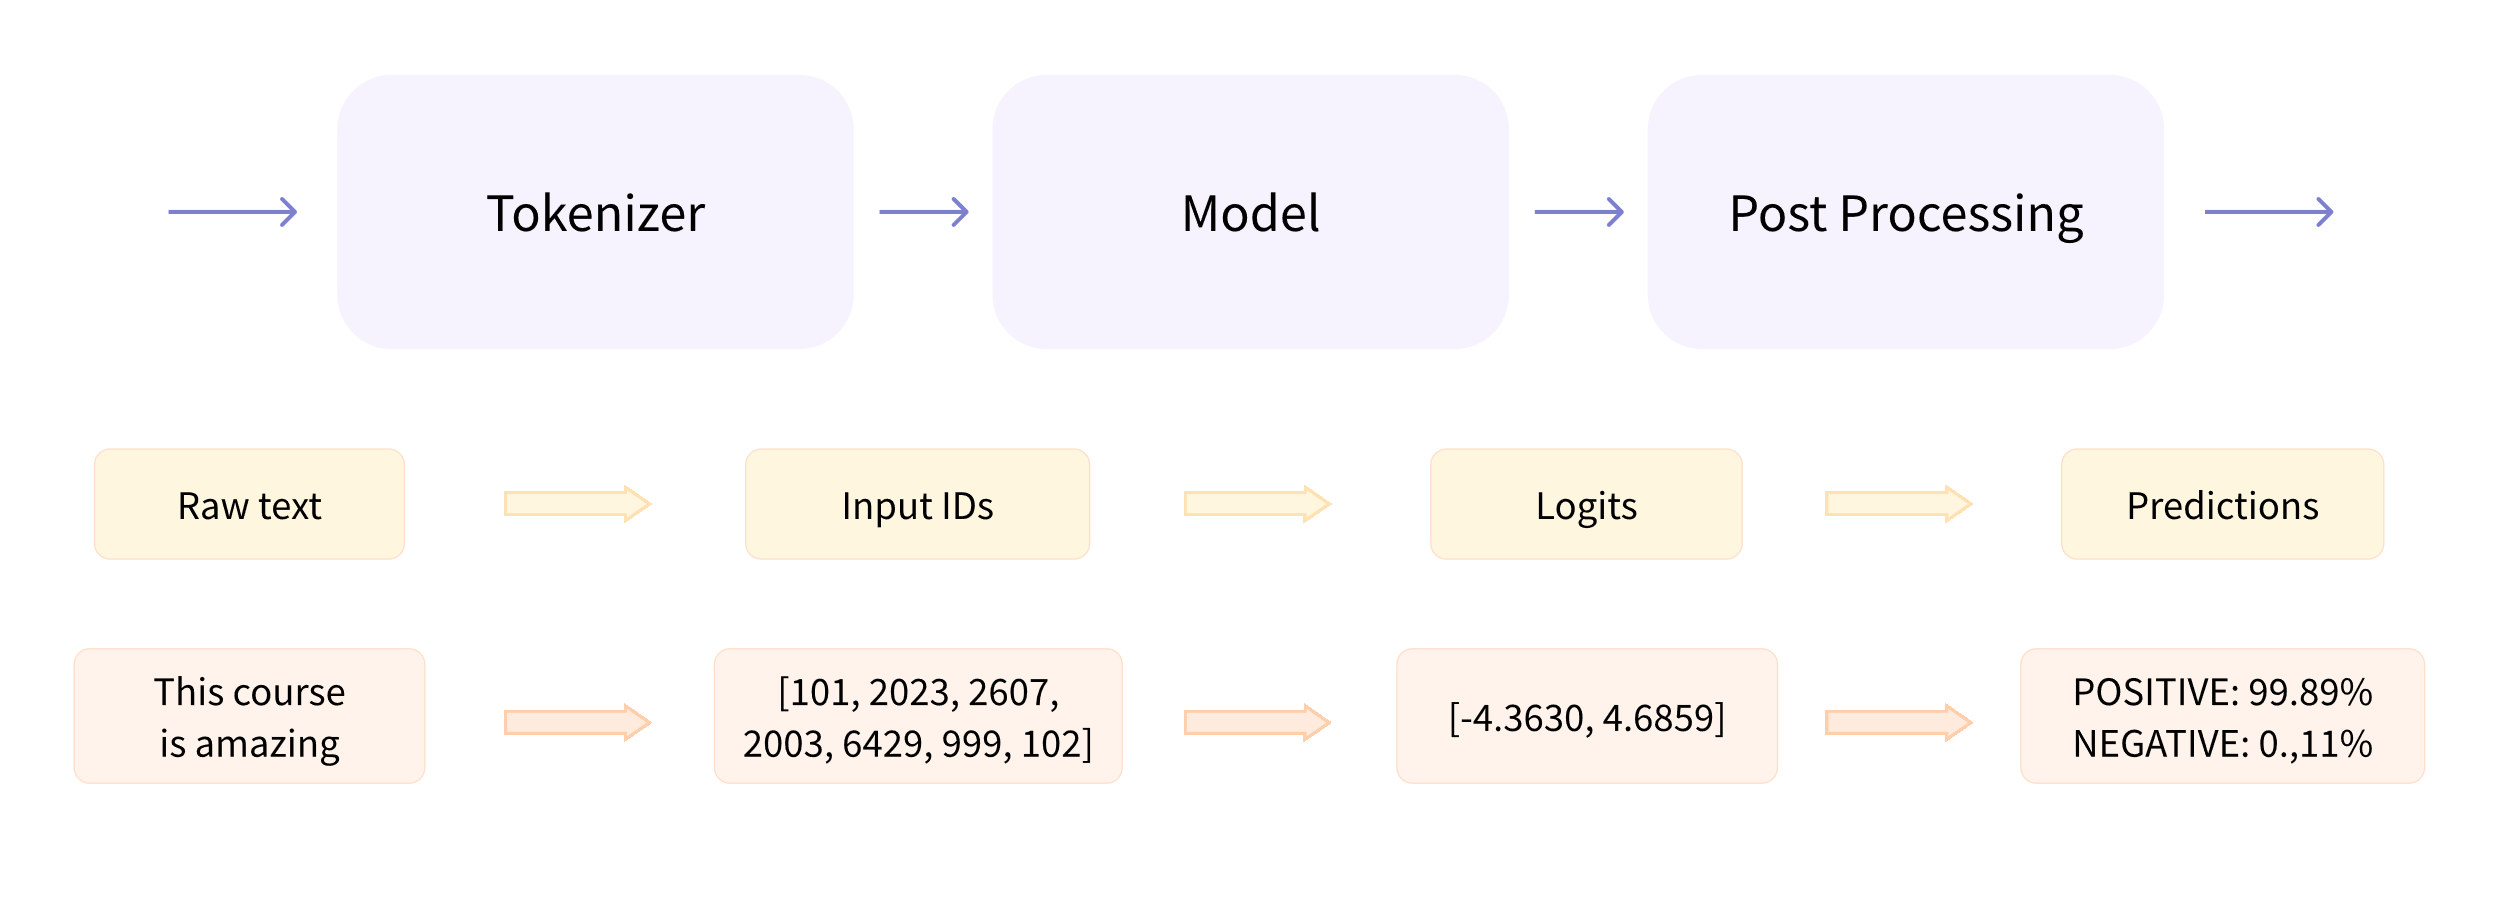 Tokenizer
Model
Post Processing
Raw text
Input IDs
Logits
Predictions
This course
is amazing
[101, 2023, 2607,
2003, 6429, 999, 102]
[-4.3630, 4.6859]
POSITIVE: 99.89%
NEGATIVE: 0.,11%